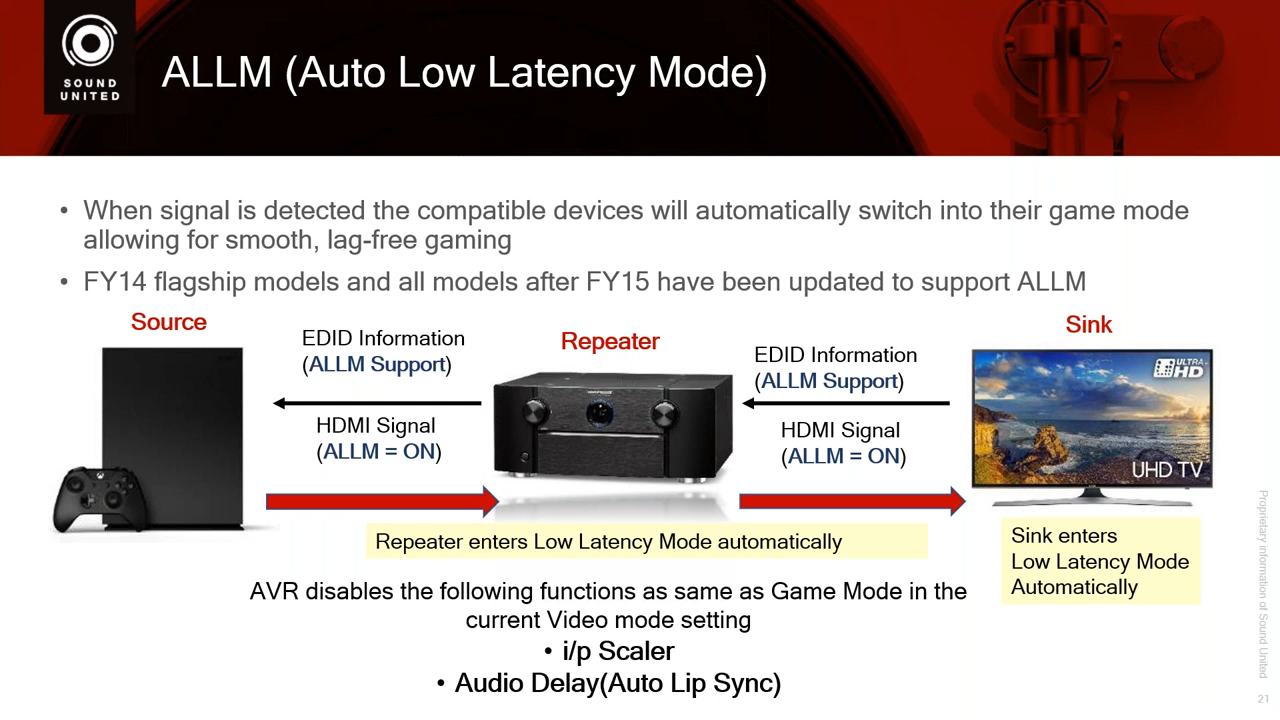 SOUND
UNITED
ALLM (Auto Low Latency Mode)
• When signal is detected the compatible devices will automatically switch into their game mode
allowing for smooth, lag-free gaming
• FY14 flagship models and all models after FY15 have been updated to support ALLM
Source
EDID Information
(ALLM Support)
HDMI Signal
(ALLM = ON)
Repeater
EDID Information
(ALLM Support)
HDMI Signal
(ALLM = ON)
Sink
ULTRA
HD
UHD TV
Repeater enters Low Latency Mode automatically
Sink enters
Low Latency Mode
Automatically
AVR disables the following functions as same as Game Mode in the
current Video mode setting
• i/p Scaler
• Audio Delay(Auto Lip Sync)
Proprietary information of Sound United
21